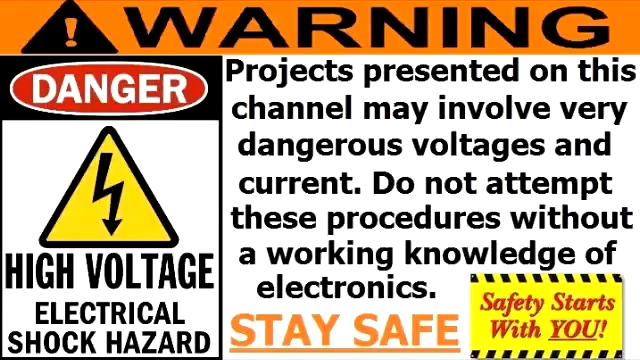 WARNING
DANGER
HIGH VOLTAGE
ELECTRICAL
SHOCK HAZARD
Projects presented on this
channel may involve very
dangerous voltages and
current. Do not attempt
these procedures without
a working knowledge of
electronics.
STAY SAFE
Safety Starts
With YOU!